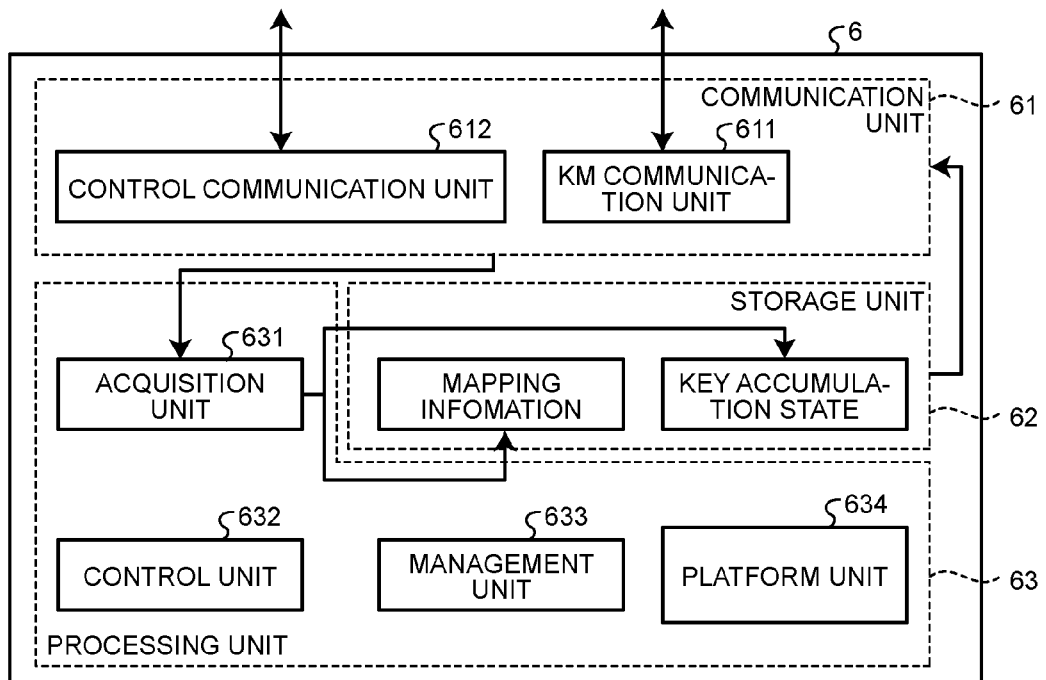 6
COMMUNICATION
UNIT
61
612
CONTROL COMMUNICATION UNIT
611
KM COMMUNICA-
TION UNIT
STORAGE UNIT
631
ACQUISITION
UNIT
MAPPING
INFOMATION
KEY ACCUMULA-
TION STATE
62
632
CONTROL UNIT
633
MANAGEMENT
UNIT
634
PLATFORM UNIT
63
PROCESSING UNIT